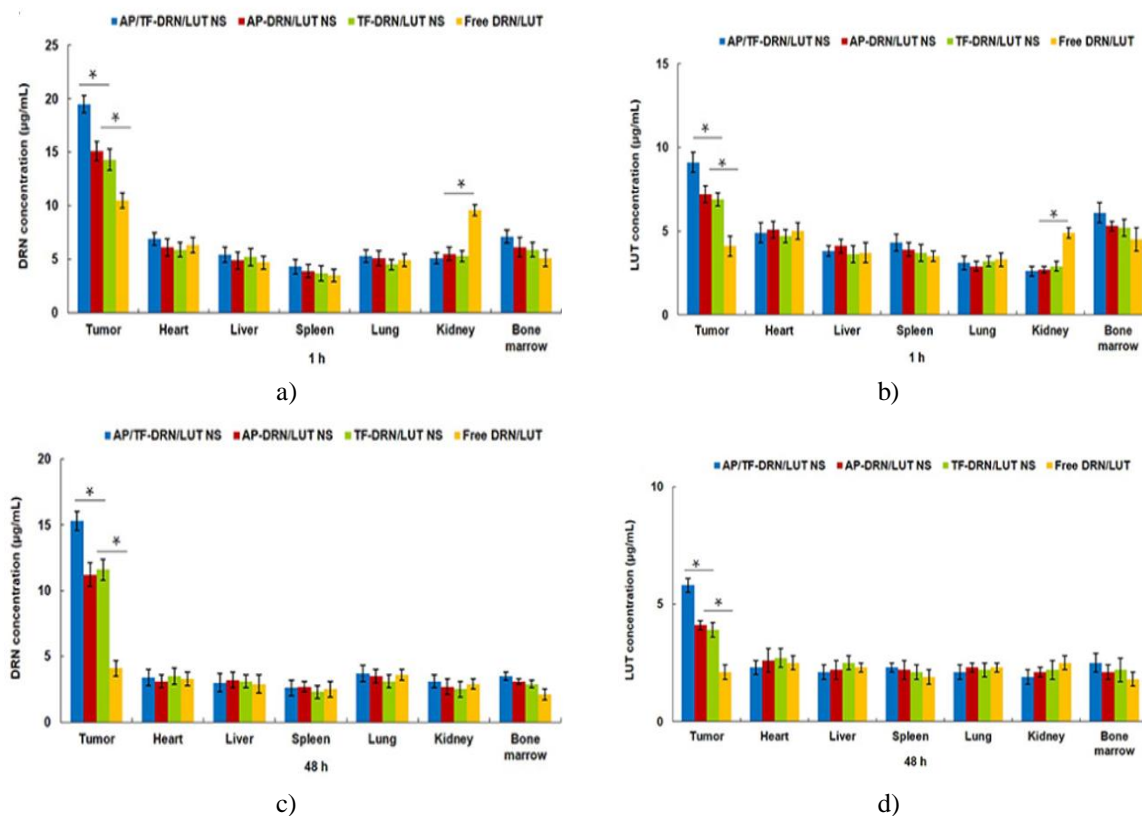 AP/TF-DRN/LUT NS AP-DRN/LUT NS TF-DRN/LUT NS Free DRN/LUT
DRN concentration (µg/mL)
25
20
15
10
5
0
*
*
*
Tumor Heart Liver Spleen Lung Kidney Bone
marrow
1 h
a)
AP/TF-DRN/LUT NS AP-DRN/LUT NS TF-DRN/LUT NS Free DRN/LUT
LUT concentration (µg/mL)
15
10
5
0
*
*
*
Tumor Heart Liver Spleen Lung Kidney Bone
marrow
1 h
b)
AP/TF-DRN/LUT NS AP-DRN/LUT NS TF-DRN/LUT NS Free DRN/LUT
DRN concentration (µg/mL)
20
15
10
5
0
*
*
Tumor Heart Liver Spleen Lung Kidney Bone
marrow
48 h
c)
AP/TF-DRN/LUT NS AP-DRN/LUT NS TF-DRN/LUT NS Free DRN/LUT
LUT concentration (µg/mL)
10
5
0
*
*
Tumor Heart Liver Spleen Lung Kidney Bone
marrow
48 h
d)